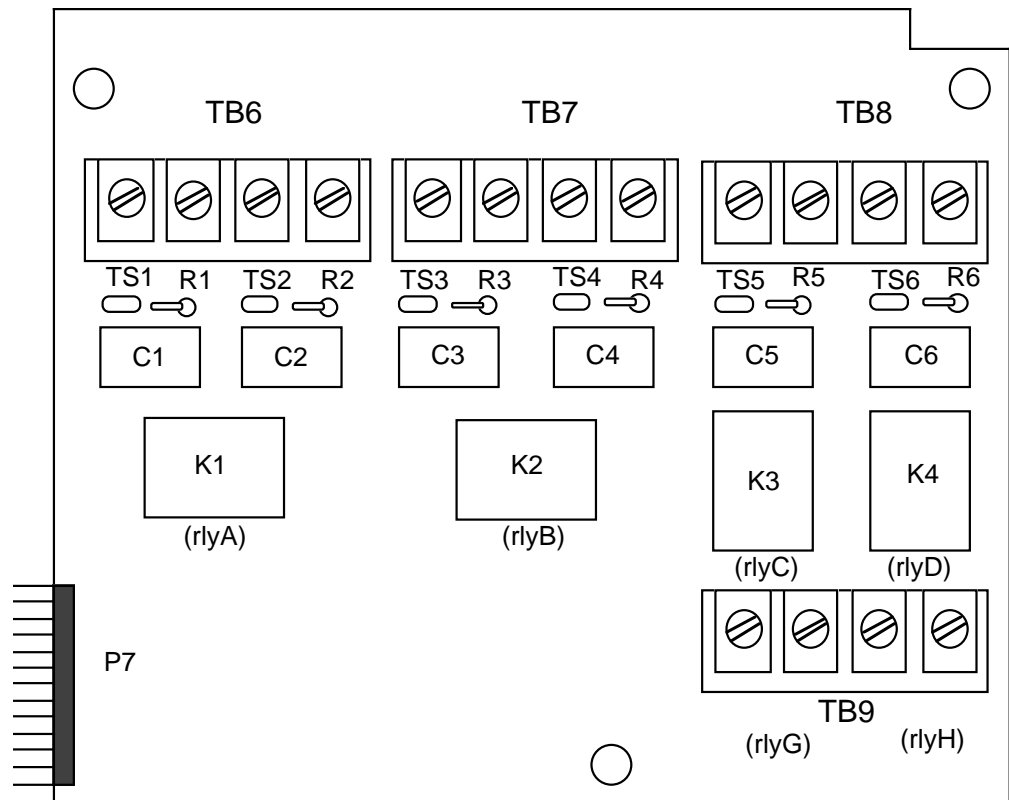 TB6 TB7 TB8
TS1 R1 TS2 R2 TS3 R3 TS4 R4 TS5 R5 TS6 R6
C1 C2 C3 C4 C5 C6
K1 K2 K3 K4
(rlyA) (rlyB) (rlyC) (rlyD)
P7
TB9
(rlyG) (rlyH)